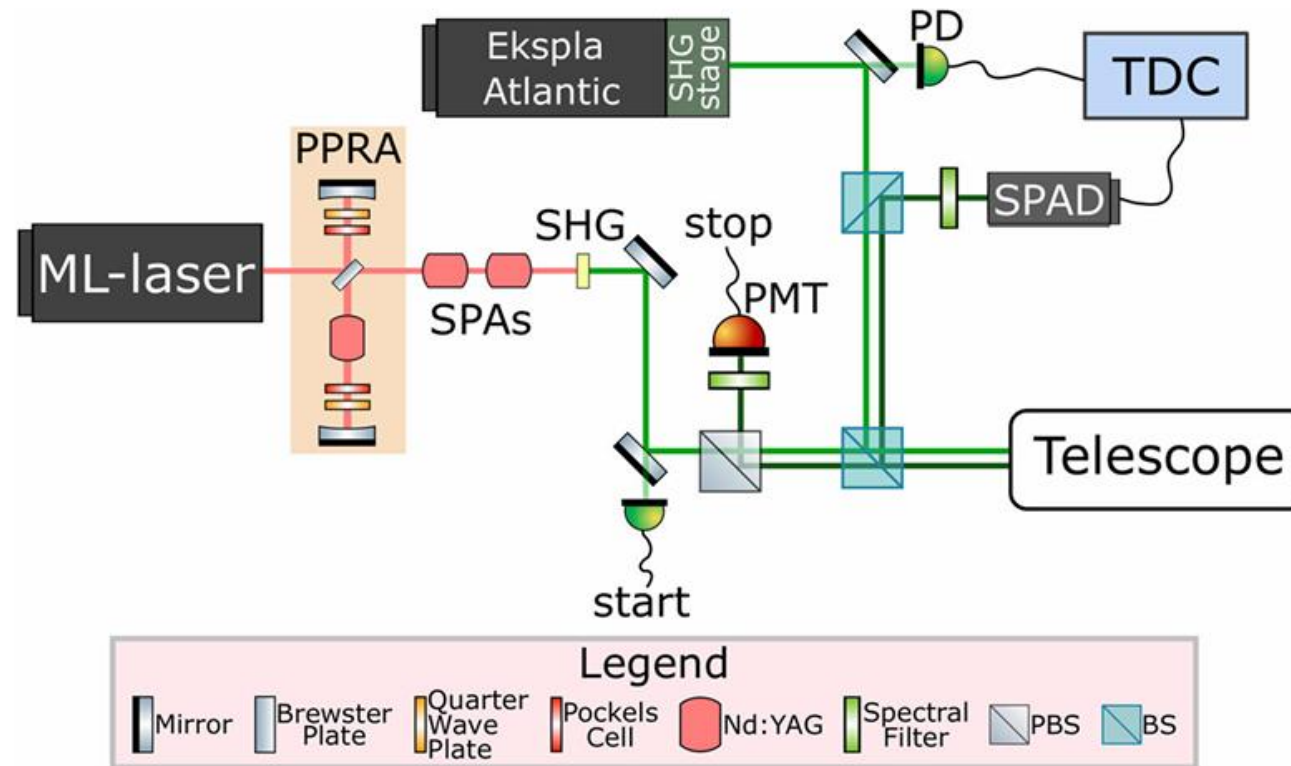 Ekspla
Atlantic
SHG
stage
PD
TDC
PPRA
SPAD
ML-laser
SHG
stop
SPAs
PMT
Telescope
start
Legend
Mirror
Brewster
Plate
Quarter
Wave
Plate
Pockels
Cell
Nd:YAG
Spectral
Filter
PBS
BS